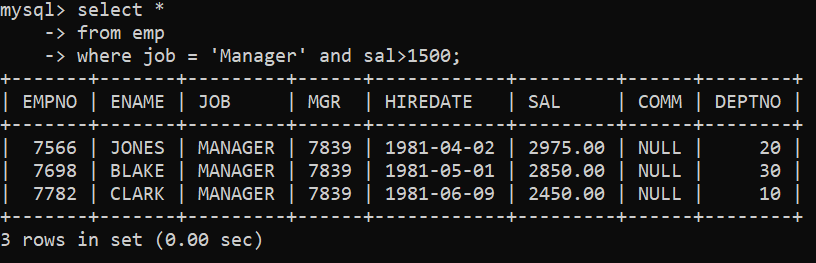 mysql> select *
    -> from emp
    -> where job = 'Manager' and sal>1500;
+-------+-------+---------+------+------------+---------+------+--------+
| EMPNO | ENAME | JOB     | MGR  | HIREDATE   | SAL     | COMM | DEPTNO |
+-------+-------+---------+------+------------+---------+------+--------+
|  7566 | JONES | MANAGER | 7839 | 1981-04-02 | 2975.00 | NULL |     20 |
|  7698 | BLAKE | MANAGER | 7839 | 1981-05-01 | 2850.00 | NULL |     30 |
|  7782 | CLARK | MANAGER | 7839 | 1981-06-09 | 2450.00 | NULL |     10 |
+-------+-------+---------+------+------------+---------+------+--------+
3 rows in set (0.00 sec)